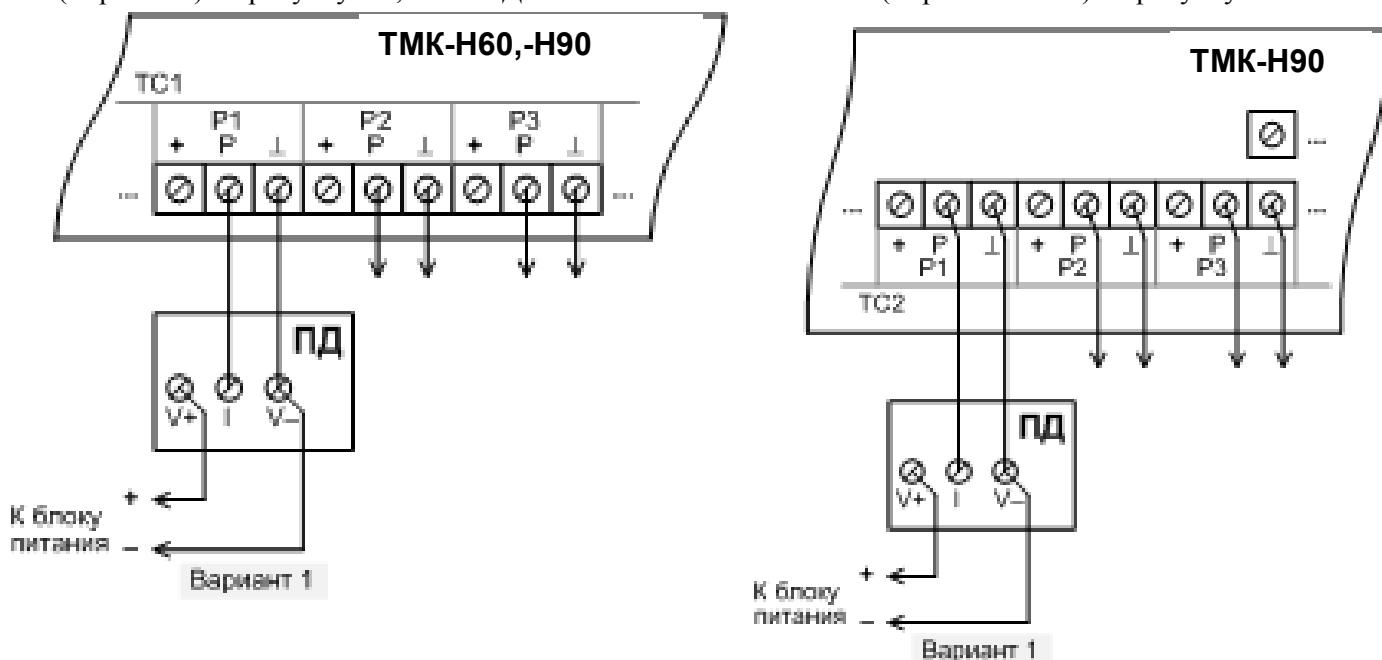 ТМК-Н60,-Н90
ТС1
Р1 Р2 Р3
+ Р ⊥ + Р ⊥ + Р ⊥
... ...
ПД
V+ I V–
+
К блоку
питания –
Вариант 1
ТМК-Н90
...
... ...
+ Р ⊥ + Р ⊥ + Р ⊥
Р1 Р2 Р3
ТС2
ПД
V+ I V–
+
К блоку
питания –
Вариант 1